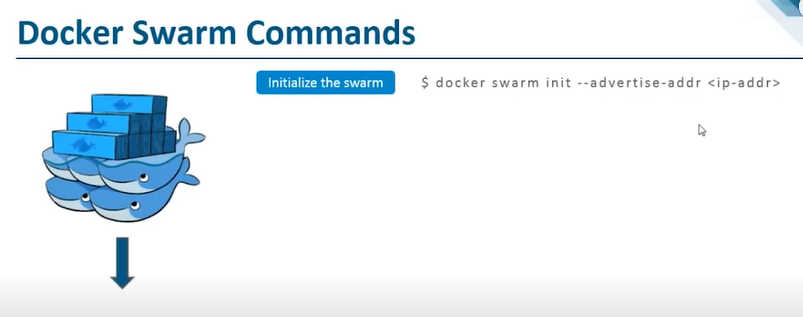 Docker Swarm Commands
Initialize the swarm $ docker swarm init --advertise-addr <ip-addr>